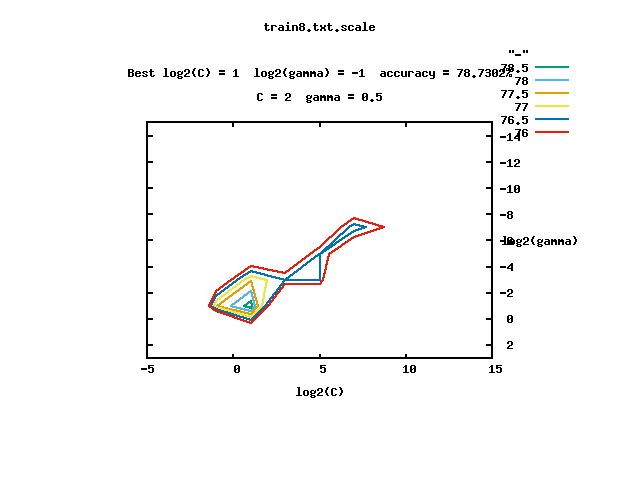 train8.txt.scale
"-"
Best log2(C) = 1  log2(gamma) = -1  accuracy = 78.7302%
78.5
78
77.5
77
76.5
76
C = 2  gamma = 0.5
-14
-12
-10
-8
-6
log2(gamma)
-4
-2
0
2
-5 0 5 10 15
log2(C)